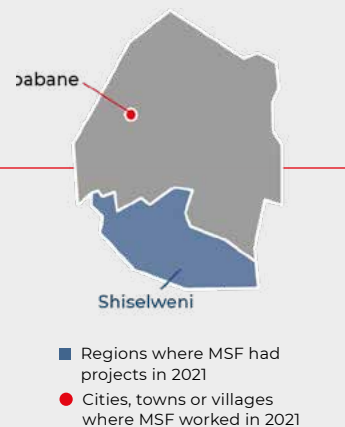 babane
Shiselweni
Regions where MSF had
projects in 2021
Cities, towns or villages
where MSF worked in 2021